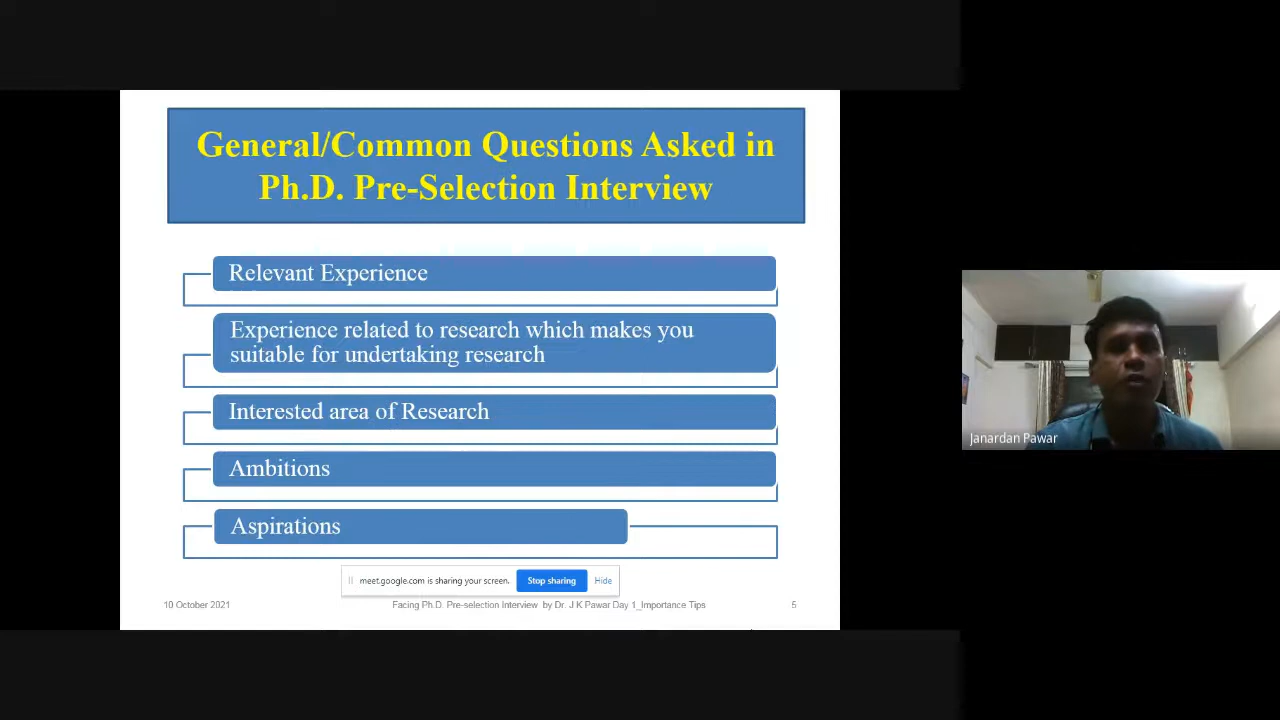 General/Common Questions Asked in
Ph.D. Pre-Selection Interview
Relevant Experience
Experience related to research which makes you
suitable for undertaking research
Interested area of Research
Ambitions
Aspirations
meet.google.com is sharing your screen. Stop sharing Hide
10 October 2021 Facing Ph.D. Pre-selection Interview by Dr. J K Pawar Day 1_Importance Tips 5
Janardan Pawar